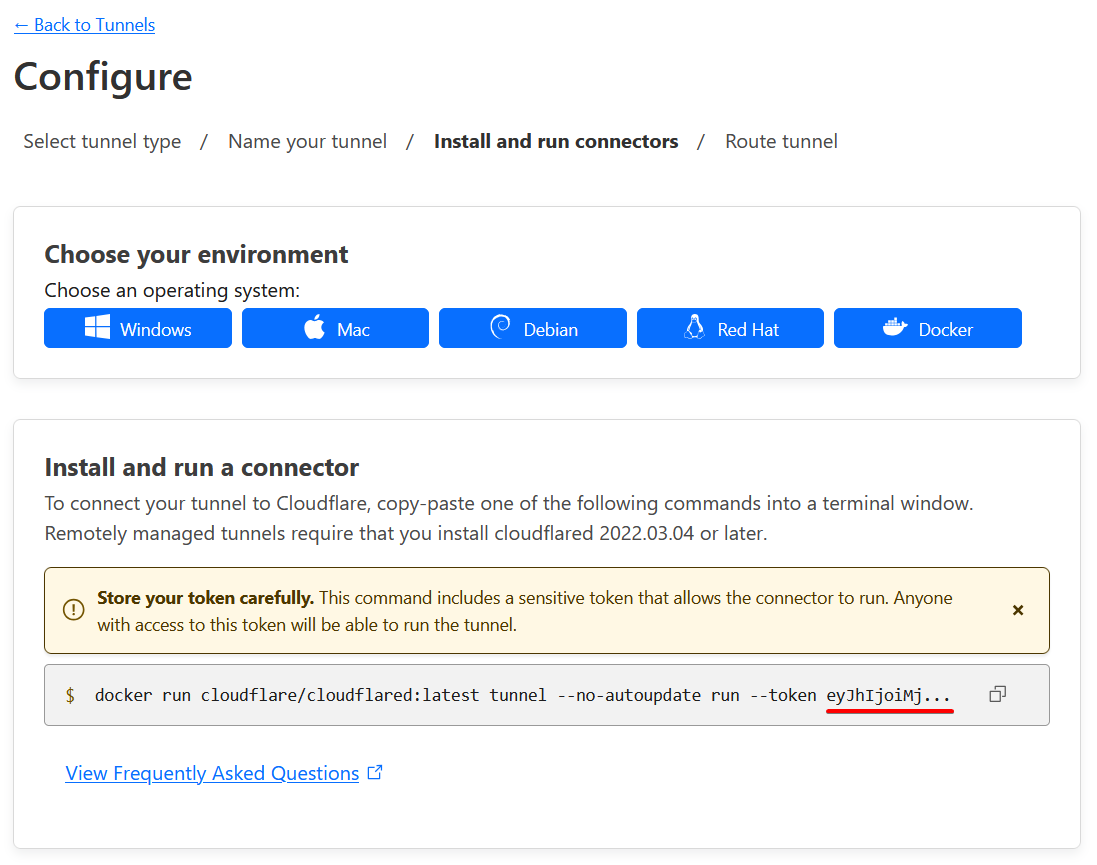 ← Back to Tunnels
Configure
Select tunnel type / Name your tunnel / Install and run connectors / Route tunnel
Choose your environment
Choose an operating system:
Windows Mac Debian Red Hat Docker
Install and run a connector
To connect your tunnel to Cloudflare, copy-paste one of the following commands into a terminal window.
Remotely managed tunnels require that you install cloudflared 2022.03.04 or later.
Store your token carefully. This command includes a sensitive token that allows the connector to run. Anyone
with access to this token will be able to run the tunnel.
$ docker run cloudflare/cloudflared:latest tunnel --no-autoupdate run --token eyJhIjoiMj...
View Frequently Asked Questions